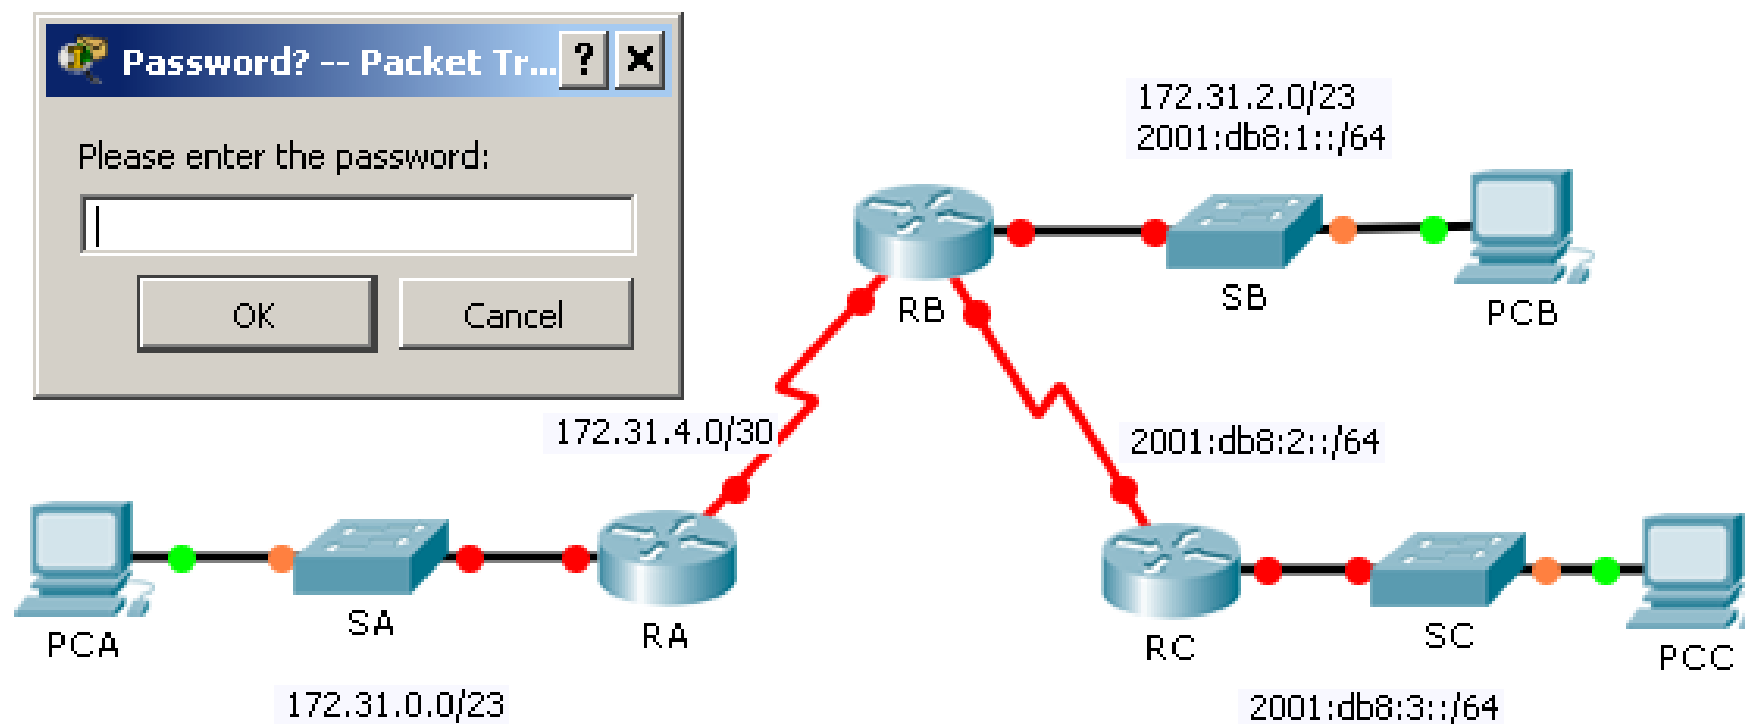 Password? -- Packet Tr...
Please enter the password:
OK
Cancel
172.31.2.0/23
2001:db8:1::/64
RB
SB
PCB
172.31.4.0/30
2001:db8:2::/64
PCA
SA
RA
RC
SC
PCC
172.31.0.0/23
2001:db8:3::/64